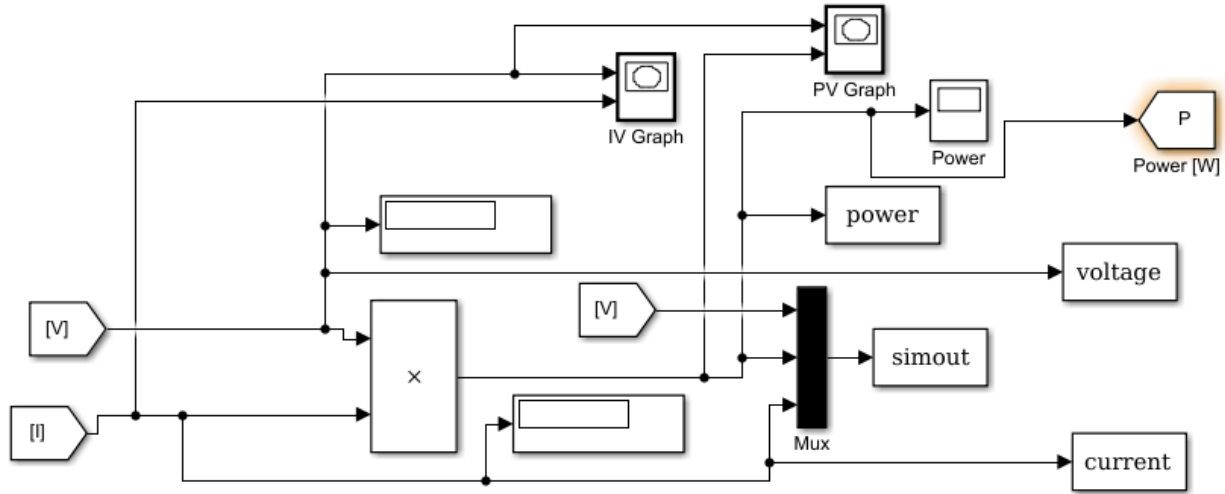 PV Graph
IV Graph
Power
P
Power [W]
power
voltage
[V]
[V]
×
simout
[I]
Mux
current